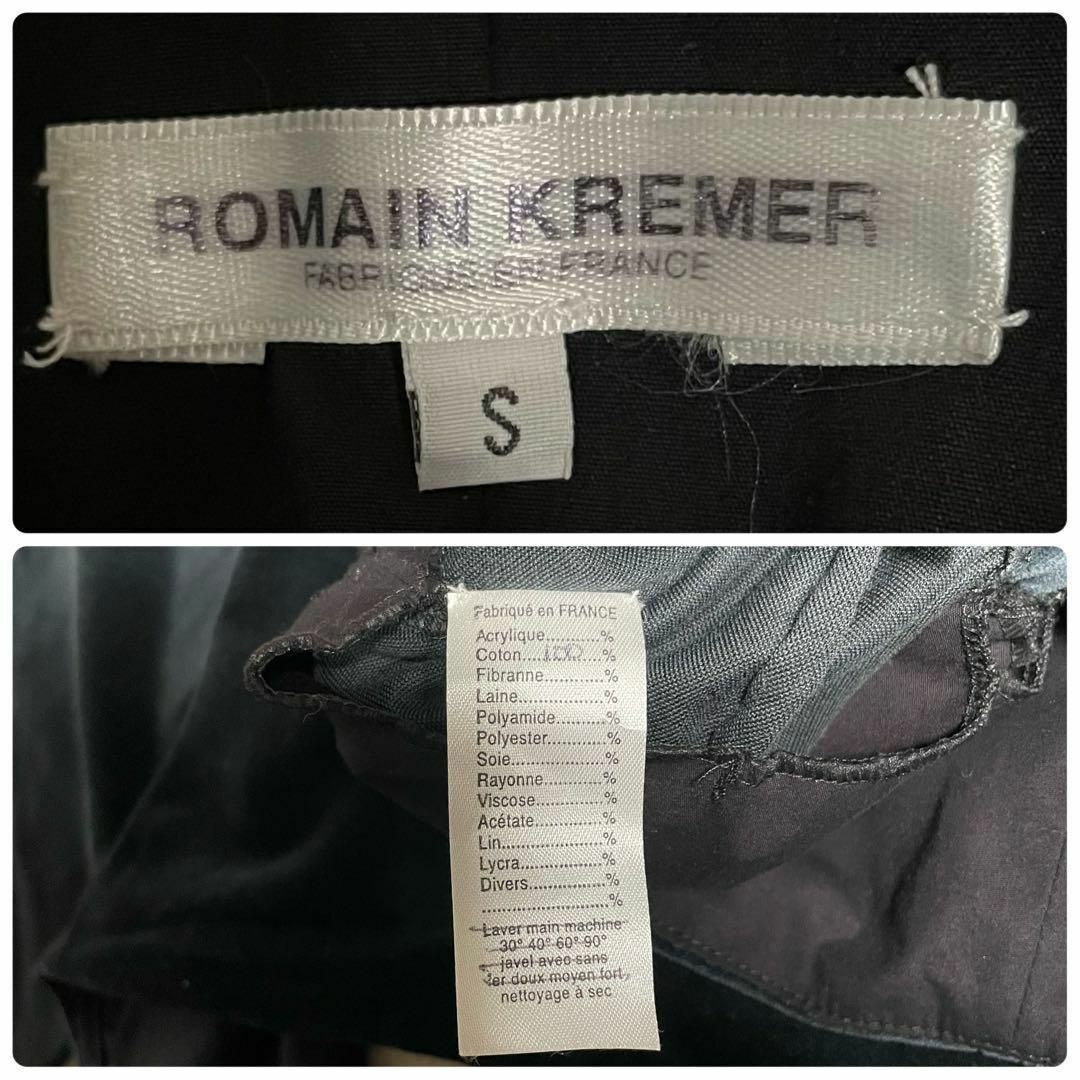 ROMAIN KREMER
FABRIQUE EN FRANCE
S
Fabriqué en FRANCE
Acrylique..........%
Coton....100....%
Fibranne............%
Laine.................%
Polyamide.........%
Polyester...........%
Soie...................%
Rayonne............%
Viscose..............%
Acétate..............%
Lin.....................%
Lycra.................%
Divers................%
..........................%
Laver main machine
30° 40° 60° 90°
javel avec sans
fer doux moyen fort
nettoyage à sec